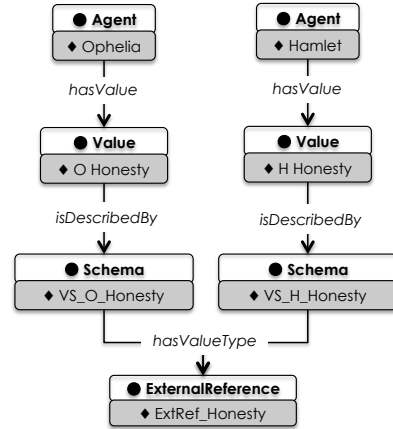 ● Agent
♦ Ophelia
● Agent
♦ Hamlet
hasValue
hasValue
● Value
♦ O Honesty
● Value
♦ H Honesty
isDescribedBy
isDescribedBy
● Schema
♦ VS_O_Honesty
● Schema
♦ VS_H_Honesty
hasValueType
● ExternalReference
♦ ExtRef_Honesty